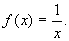 f(x) = 1/x.